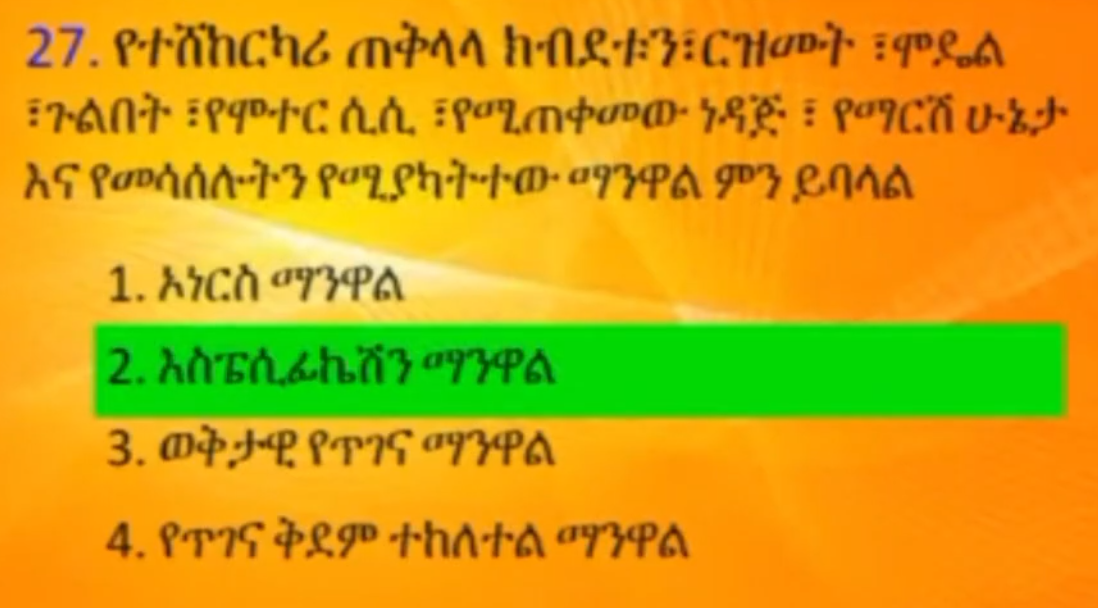 27. የተሽከርካሪ ጠቅላላ ክብደቱን፣ርዝመት ፣ሞዴል
፣ጉልበት ፣የሞተር ሲሲ ፣የሚጠቀመው ነዳጅ ፣ የማርሽ ሁኔታ
እና የመሳሰሉትን የሚያካትተው ማንዋል ምን ይባላል
1. ኦነርስ ማንዋል
2. እስፔሲፊኬሽን ማንዋል
3. ወቅታዊ የጥገና ማንዋል
4. የጥገና ቅደም ተከለተል ማንዋል